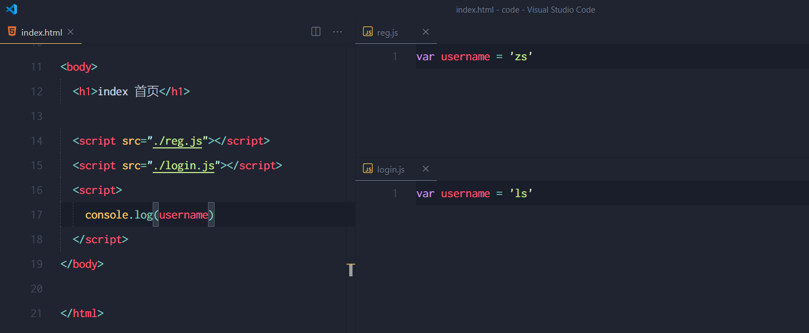 index.html - code - Visual Studio Code
index.html
11 <body>
12 <h1>index 首页</h1>
13
14 <script src="./reg.js"></script>
15 <script src="./login.js"></script>
16 <script>
17 console.log(username)
18 </script>
19 </body>
20
21 </html>
reg.js
1 var username = 'zs'
login.js
1 var username = 'ls'